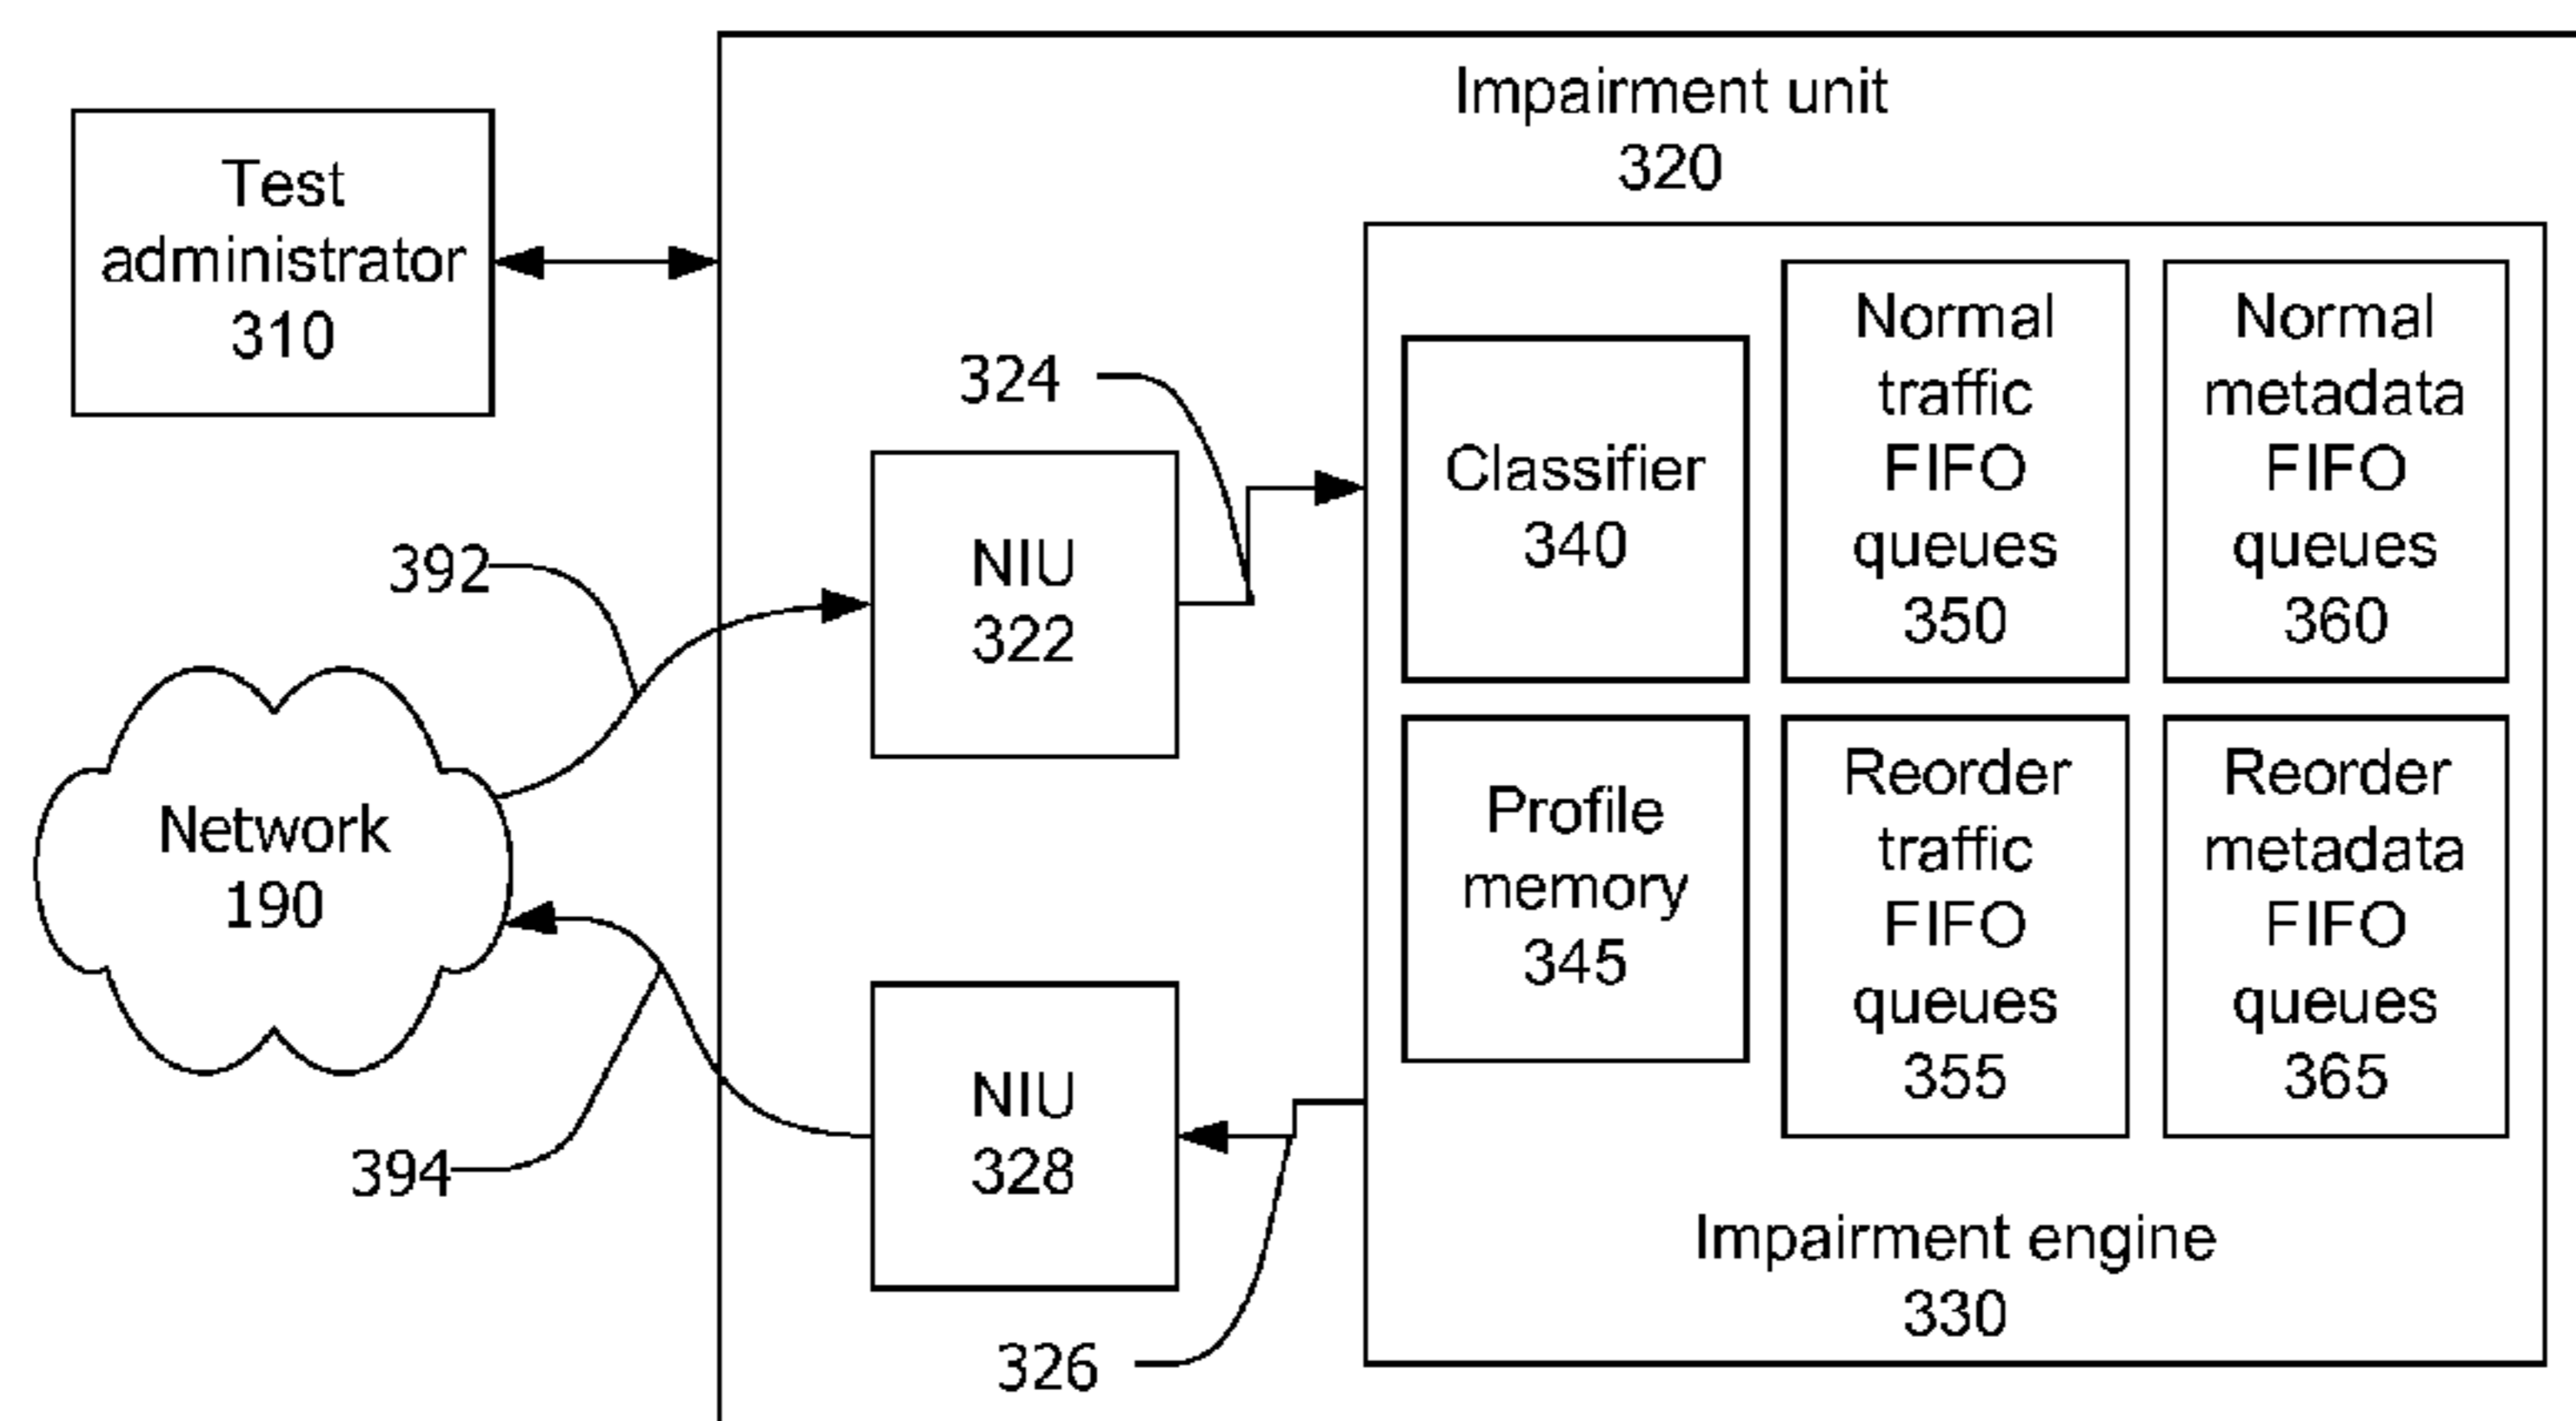 Impairment unit
320
Test
administrator
310
324
392
NIU
322
Network
190
394
NIU
328
326
Classifier
340
Normal
traffic
FIFO
queues
350
Normal
metadata
FIFO
queues
360
Profile
memory
345
Reorder
traffic
FIFO
queues
355
Reorder
metadata
FIFO
queues
365
Impairment engine
330